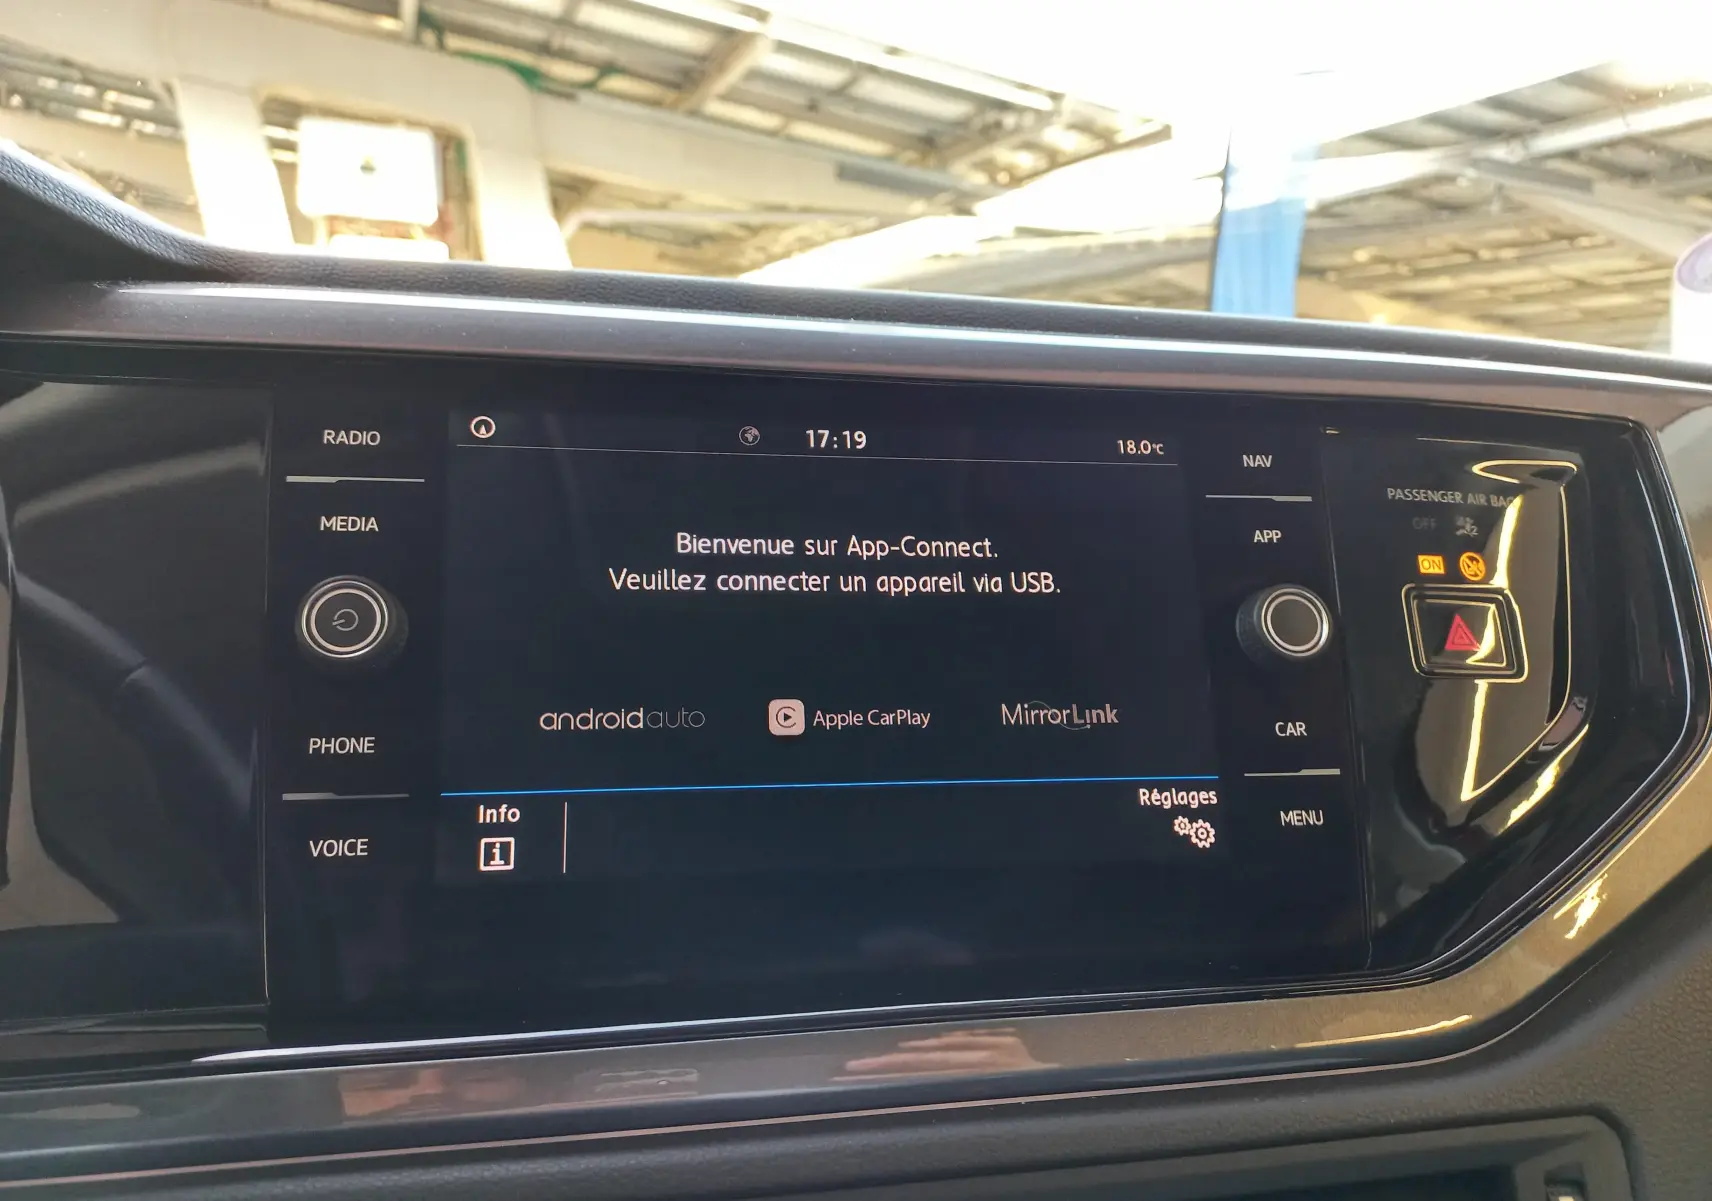 RADIO
MEDIA
PHONE
VOICE
17:19
18.0°C
Bienvenue sur App-Connect.
Veuillez connecter un appareil via USB.
androidauto
Apple CarPlay
MirrorLink
Info
i
Réglages
NAV
APP
CAR
MENU
PASSENGER AIR BAG
OFF
ON